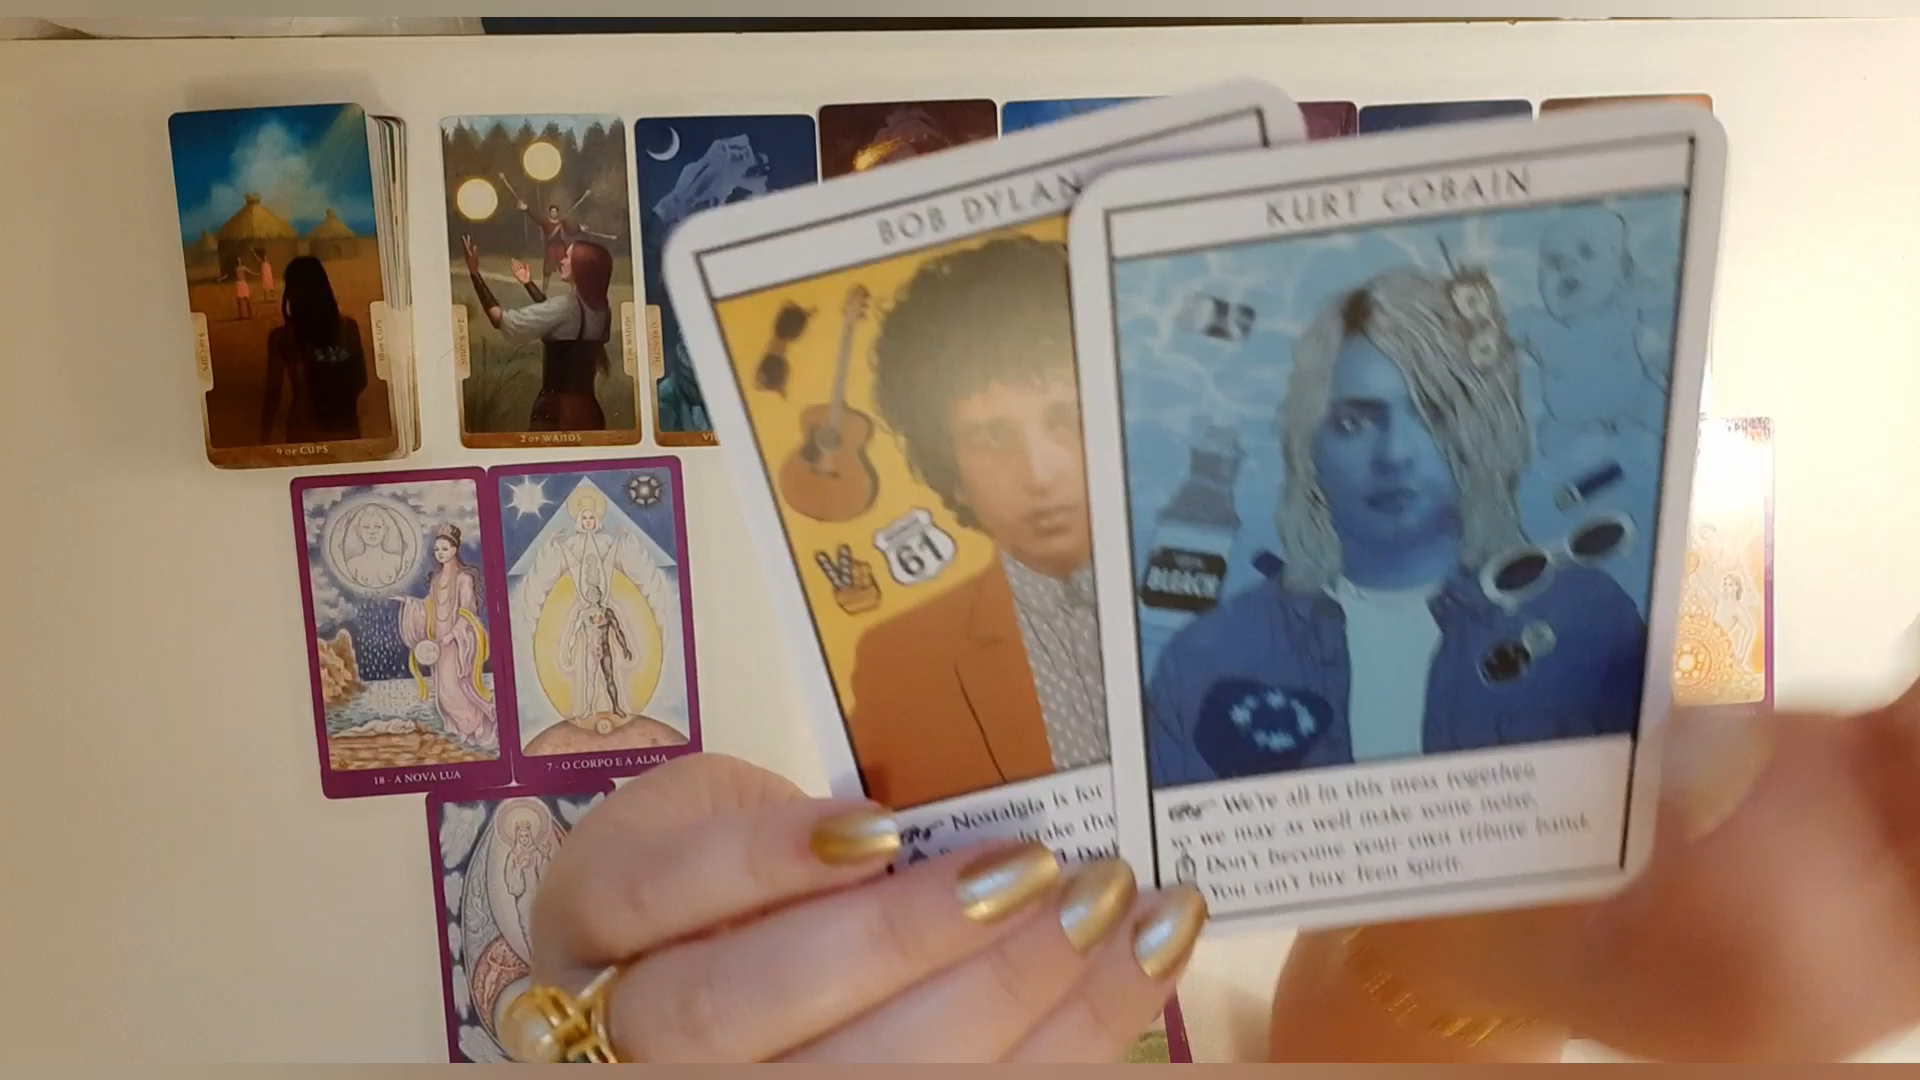 BOB DYLAN
KURT COBAIN
61
BLEACH
9 OF CUPS
2 OF WANDS
18 - A NOVA LUA
7 - O CORPO E A ALMA
Nostalgia is for
We're all in this mess together,
so we may as well make some noise.
Don't become your own tribute band.
You can't buy Teen Spirit.